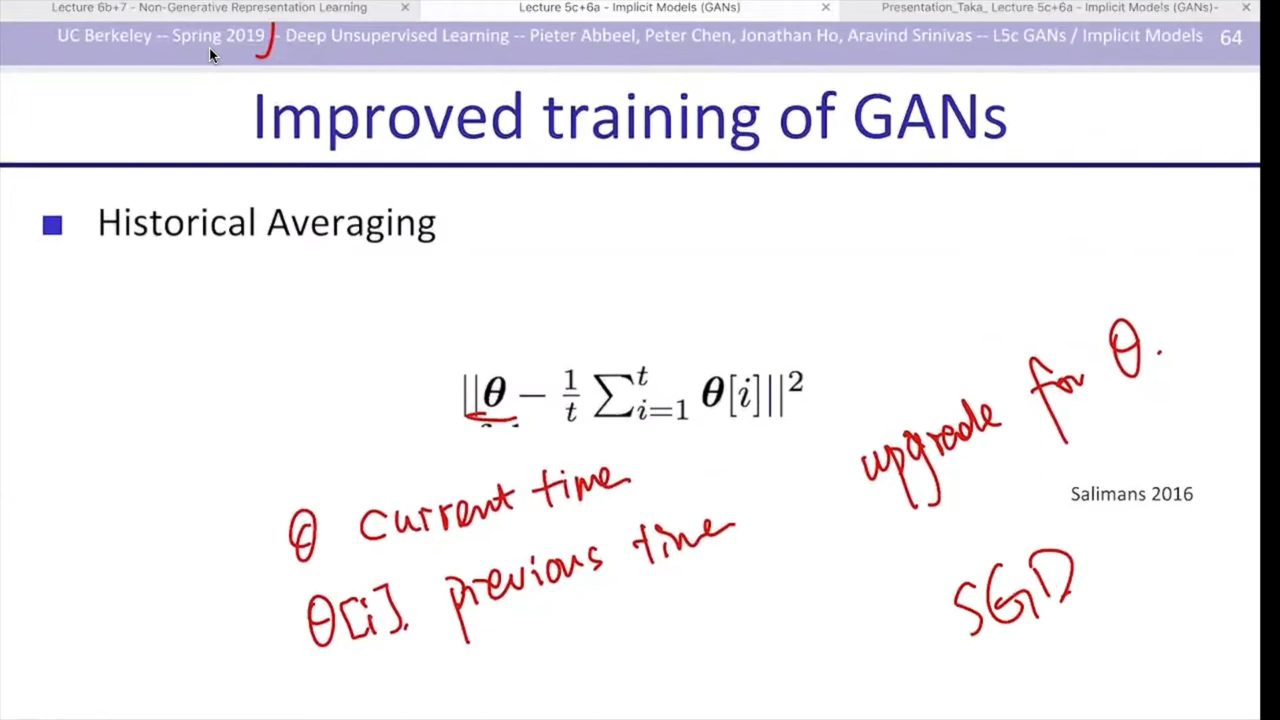 Lecture 6b+7 - Non-Generative Representation Learning × Lecture 5c+6a - Implicit Models (GANs) × Presentation_Taka_ Lecture 5c+6a - Implicit Models (GANs)- ×
UC Berkeley -- Spring 2019 -- Deep Unsupervised Learning -- Pieter Abbeel, Peter Chen, Jonathan Ho, Aravind Srinivas -- L5c GANs / Implicit Models 64
Improved training of GANs
Historical Averaging
||θ − 1/t ∑ᵗᵢ₌₁ θ[i]||²
upgrade for θ.
θ current time
Salimans 2016
θ[i]. previous time
SGD